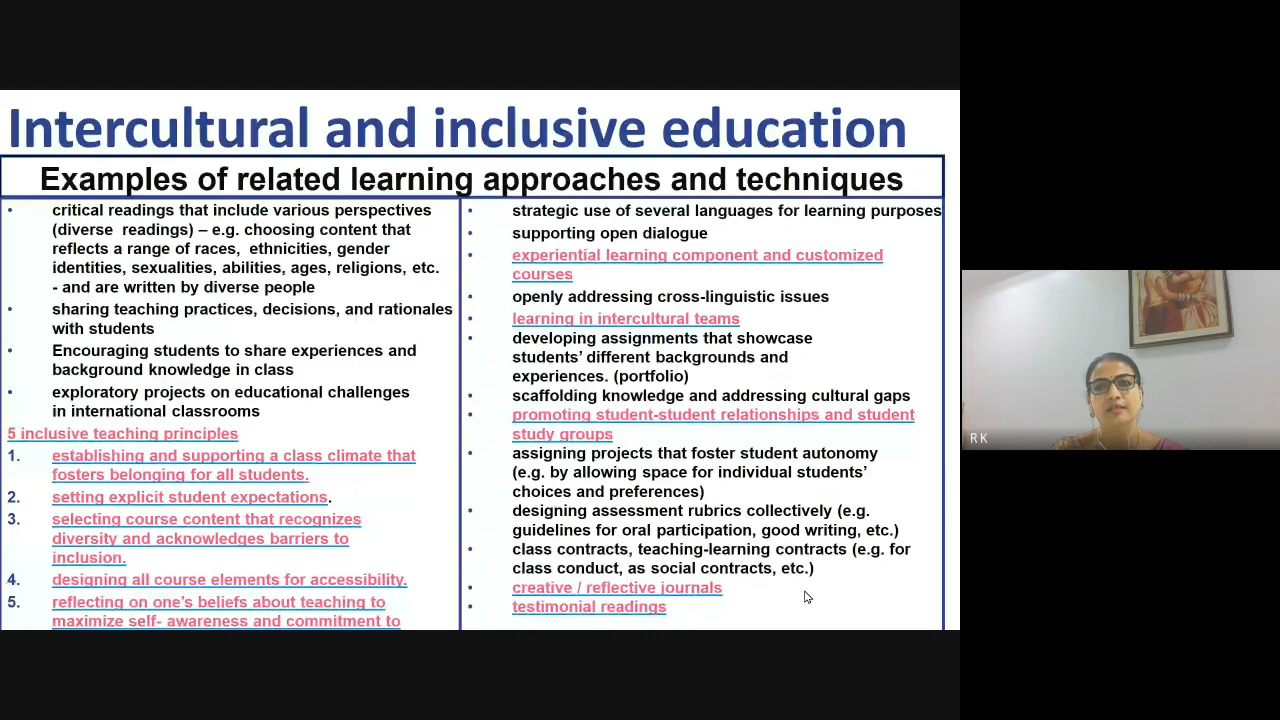 Intercultural and inclusive education
Examples of related learning approaches and techniques
• critical readings that include various perspectives
(diverse readings) – e.g. choosing content that
reflects a range of races, ethnicities, gender
identities, sexualities, abilities, ages, religions, etc.
- and are written by diverse people
• sharing teaching practices, decisions, and rationales
with students
• Encouraging students to share experiences and
background knowledge in class
• exploratory projects on educational challenges
in international classrooms
5 inclusive teaching principles
1. establishing and supporting a class climate that
fosters belonging for all students.
2. setting explicit student expectations.
3. selecting course content that recognizes
diversity and acknowledges barriers to
inclusion.
4. designing all course elements for accessibility.
5. reflecting on one's beliefs about teaching to
maximize self- awareness and commitment to
• strategic use of several languages for learning purposes
• supporting open dialogue
• experiential learning component and customized
courses
• openly addressing cross-linguistic issues
• learning in intercultural teams
• developing assignments that showcase
students' different backgrounds and
experiences. (portfolio)
• scaffolding knowledge and addressing cultural gaps
• promoting student-student relationships and student
study groups
• assigning projects that foster student autonomy
(e.g. by allowing space for individual students'
choices and preferences)
• designing assessment rubrics collectively (e.g.
guidelines for oral participation, good writing, etc.)
• class contracts, teaching-learning contracts (e.g. for
class conduct, as social contracts, etc.)
• creative / reflective journals
• testimonial readings
R K